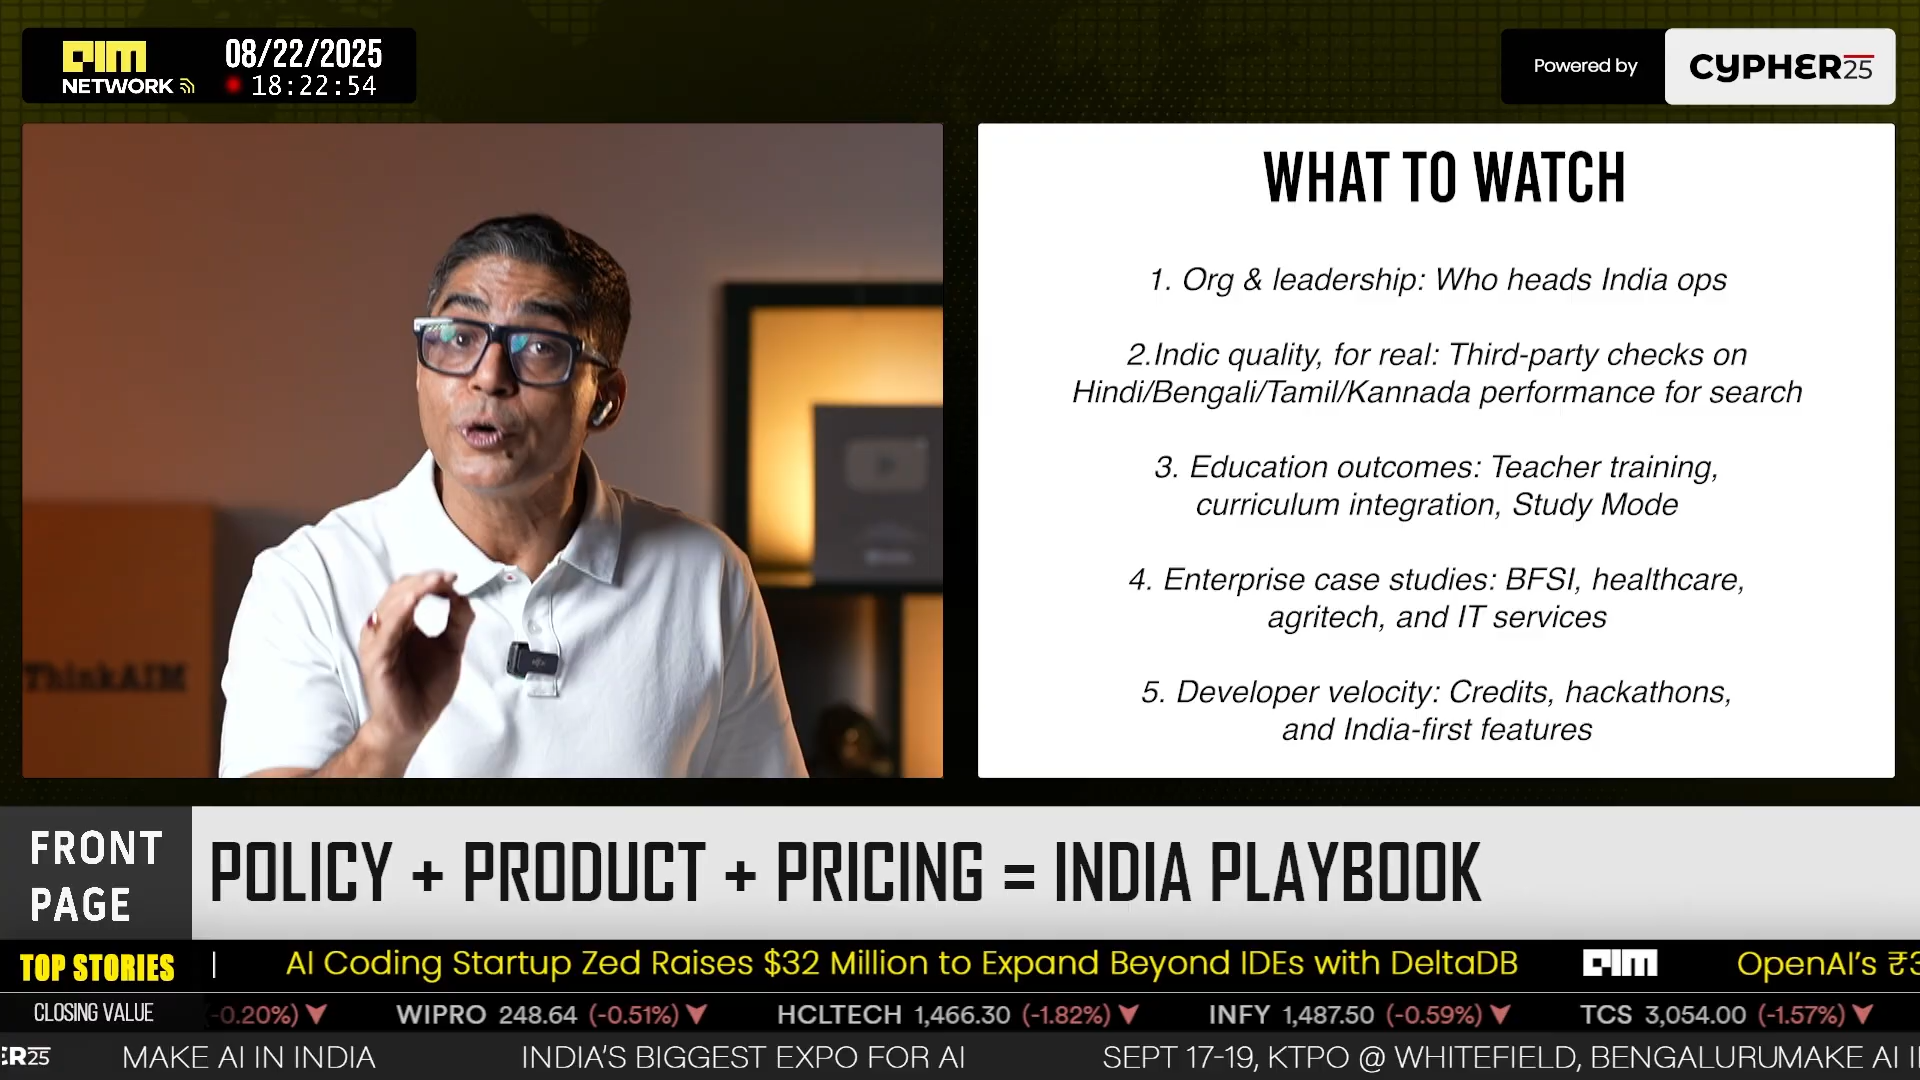 AIM
NETWORK
08/22/2025
18:22:54
Powered by
CYPHER25
ThinkAIM
WHAT TO WATCH
1. Org & leadership: Who heads India ops
2.Indic quality, for real: Third-party checks on
Hindi/Bengali/Tamil/Kannada performance for search
3. Education outcomes: Teacher training,
curriculum integration, Study Mode
4. Enterprise case studies: BFSI, healthcare,
agritech, and IT services
5. Developer velocity: Credits, hackathons,
and India-first features
FRONT
PAGE
POLICY + PRODUCT + PRICING = INDIA PLAYBOOK
TOP STORIES | AI Coding Startup Zed Raises $32 Million to Expand Beyond IDEs with DeltaDB AIM OpenAI's ₹3
CLOSING VALUE -0.20%) WIPRO 248.64 (-0.51%) HCLTECH 1,466.30 (-1.82%) INFY 1,487.50 (-0.59%) TCS 3,054.00 (-1.57%)
ER25 MAKE AI IN INDIA INDIA'S BIGGEST EXPO FOR AI SEPT 17-19, KTPO @ WHITEFIELD, BENGALURUMAKE AI I